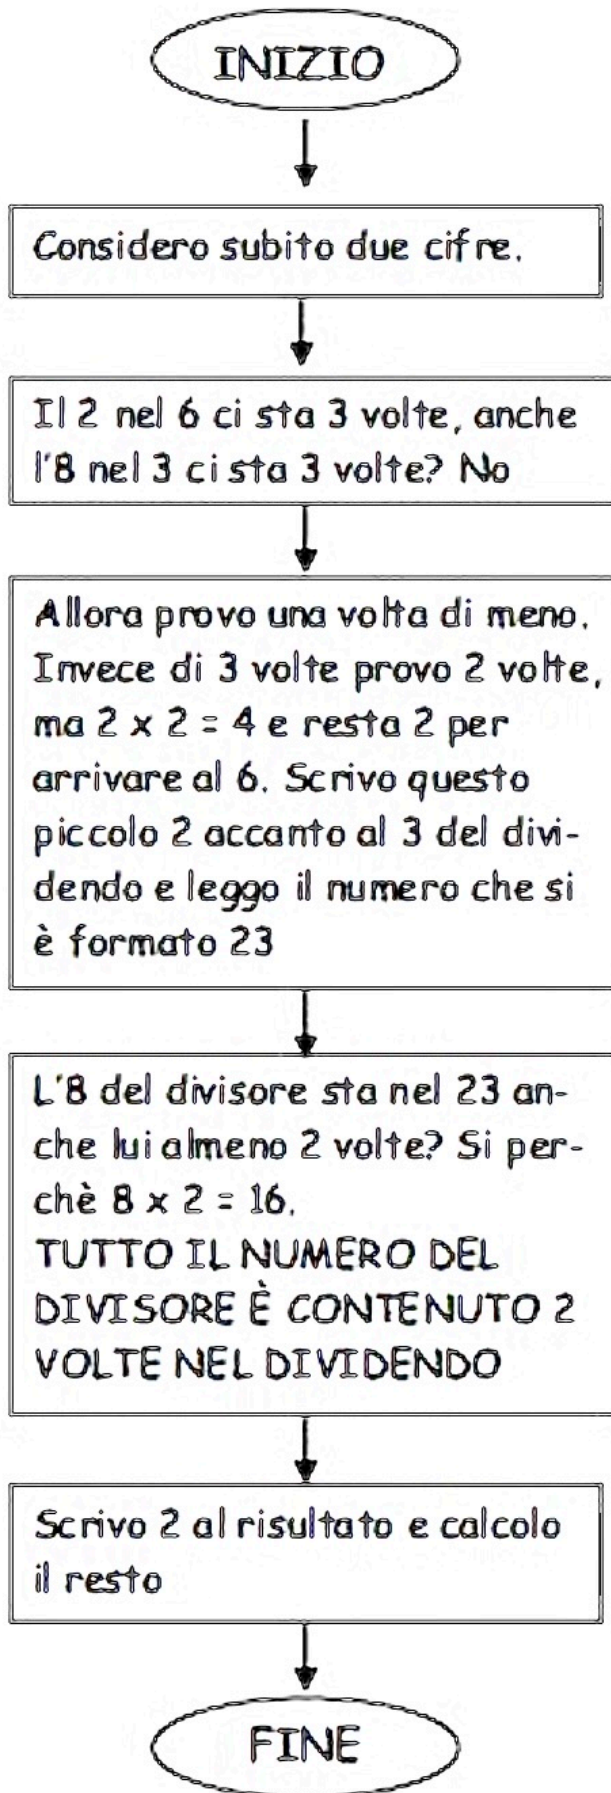 INIZIO
Considero subito due cifre.
Il 2 nel 6 ci sta 3 volte, anche
l'8 nel 3 ci sta 3 volte? No
Allora provo una volta di meno.
Invece di 3 volte provo 2 volte,
ma 2 x 2 = 4 e resta 2 per
arrivare al 6. Scrivo questo
piccolo 2 accanto al 3 del divi-
dendo e leggo il numero che si
è formato 23
L'8 del divisore sta nel 23 an-
che lui almeno 2 volte? Si per-
chè 8 x 2 = 16.
TUTTO IL NUMERO DEL
DIVISORE È CONTENUTO 2
VOLTE NEL DIVIDENDO
Scrivo 2 al risultato e calcolo
il resto
FINE